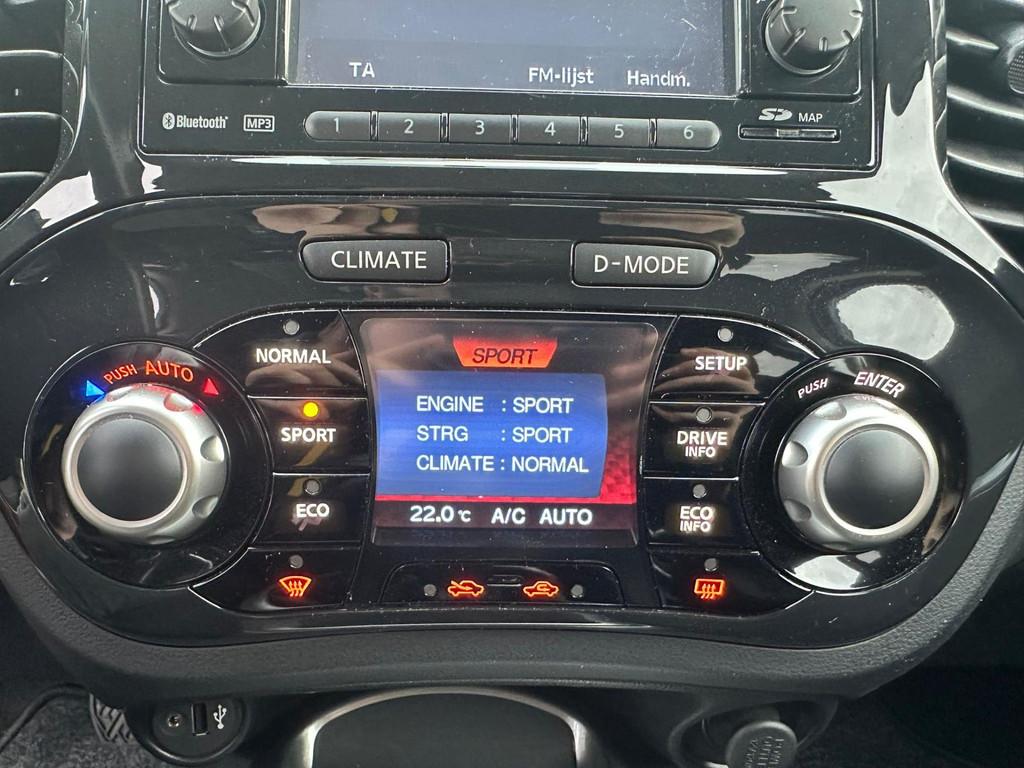 TA FM-lijst Handm.
Bluetooth MP3 1 2 3 4 5 6 SD MAP
CLIMATE D-MODE
PUSH AUTO
NORMAL
SPORT
ECO
SPORT
ENGINE : SPORT
STRG : SPORT
CLIMATE : NORMAL
22.0°C A/C AUTO
SETUP
DRIVE
INFO
ECO
INFO
PUSH ENTER